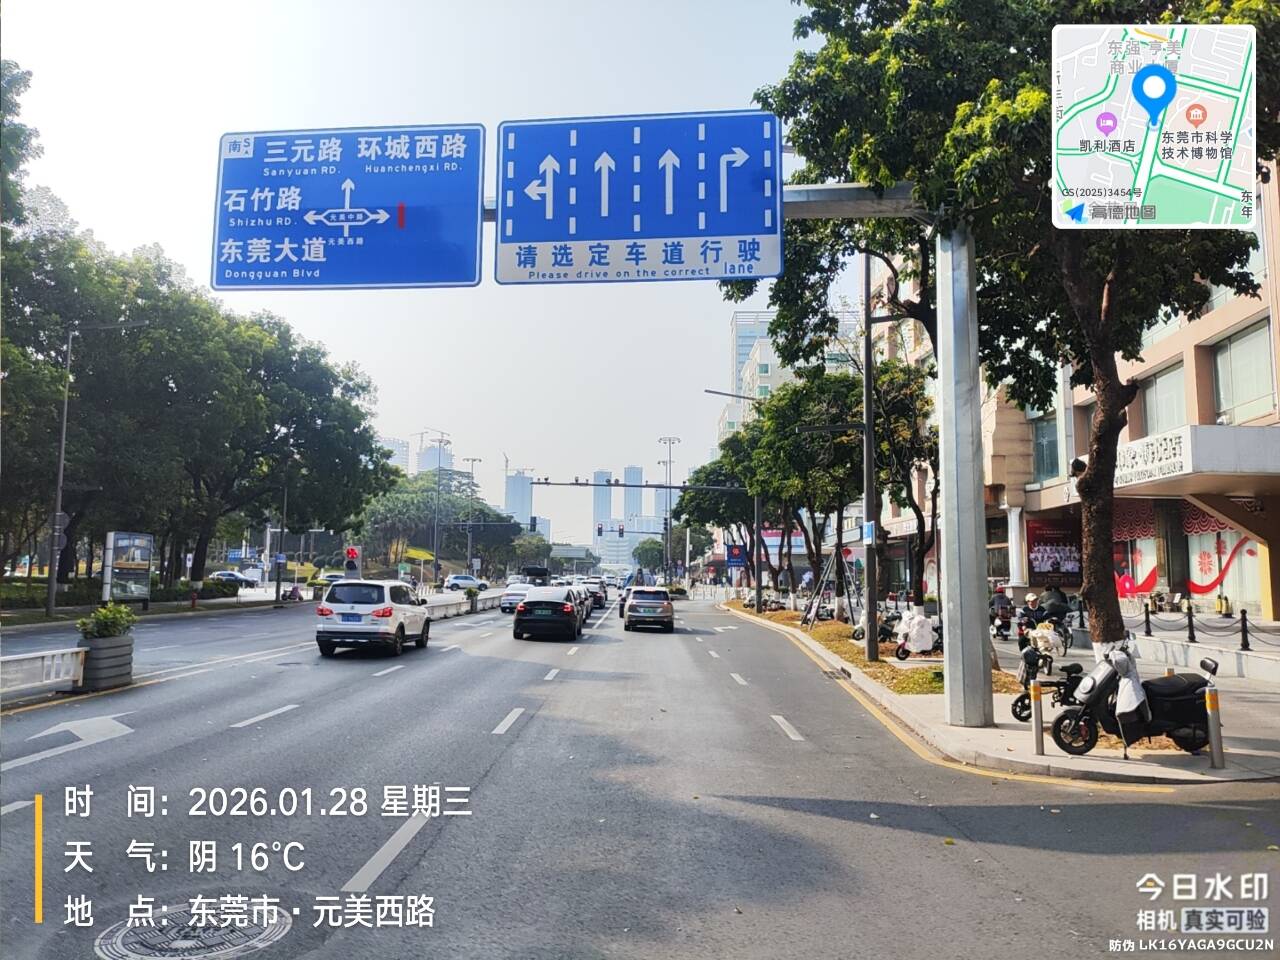 南 S
三元路 环城西路
Sanyuan RD. Huanchengxi RD.
石竹路
Shizhu RD.
元美中路
元美西路
东莞大道
Dongguan Blvd
请选定车道行驶
Please drive on the correct lane
东强·亨美
商业大厦
凯利酒店
东莞市科学
技术博物馆
GS(2025)3454号
高德地图
东
年
停
时 间：2026.01.28 星期三
天 气：阴 16°C
地 点：东莞市·元美西路
今日水印
相机 真实可验
防伪 LK16YAGA9GCU2N